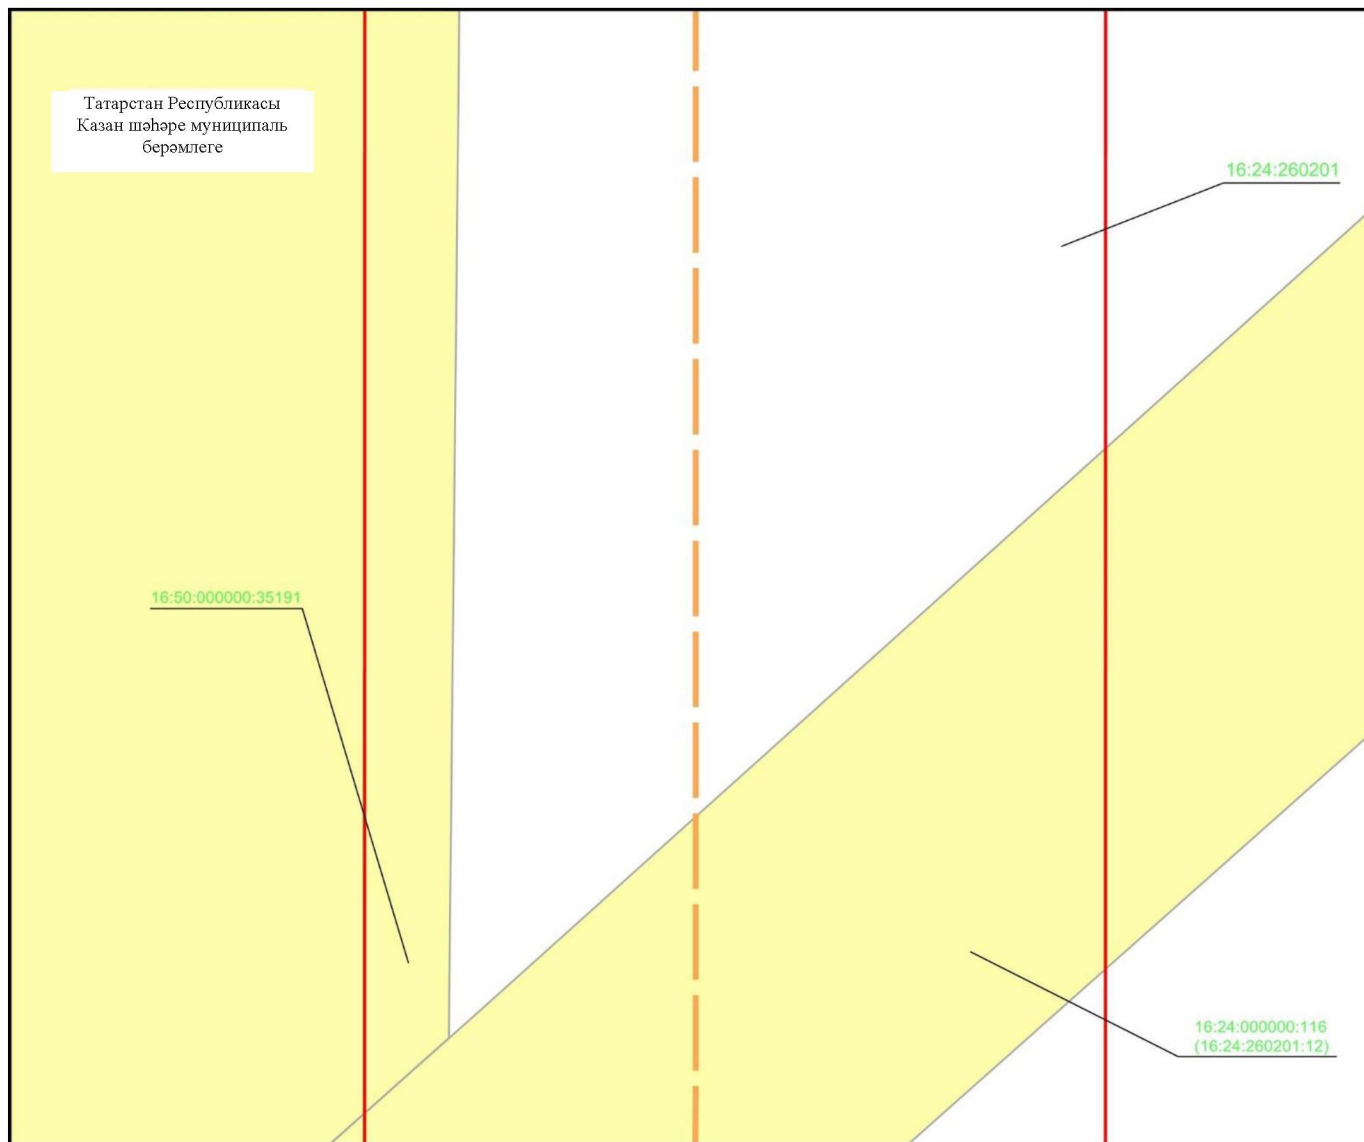 Татарстан Республикасы
Казан шәһәре муниципаль
берәмлеге
16:24:260201
16:50:000000:35191
16:24:000000:116
(16:24:260201:12)